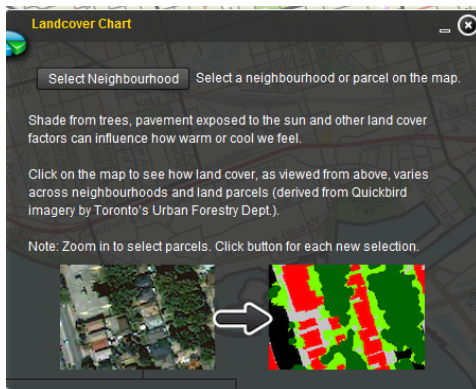 Landcover Chart
Select Neighbourhood Select a neighbourhood or parcel on the map.
Shade from trees, pavement exposed to the sun and other land cover
factors can influence how warm or cool we feel.
Click on the map to see how land cover, as viewed from above, varies
across neighbourhoods and land parcels (derived from Quickbird
imagery by Toronto's Urban Forestry Dept.).
Note: Zoom in to select parcels. Click button for each new selection.